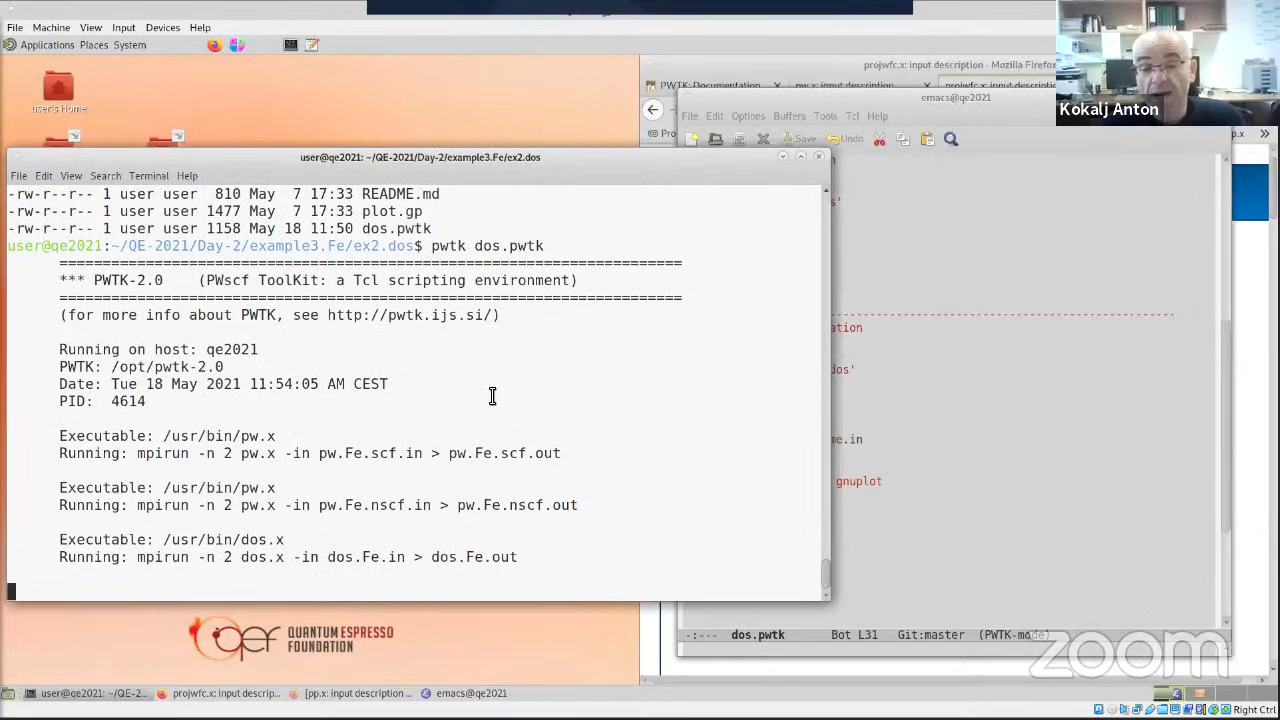 File Machine View Input Devices Help
Applications Places System
projwfc.x: input description - Mozilla Firefox
PWTK: Documentation
pw.x: input description
projwfc.x: input descript
user's Home
emacs@qe2021
Kokalj Anton
File Edit Options Buffers Tools Tcl Help
Save Undo
user@qe2021: ~/QE-2021/Day-2/example3.Fe/ex2.dos
File Edit View Search Terminal Help
-rw-r--r-- 1 user user  810 May  7 17:33 README.md
-rw-r--r-- 1 user user 1477 May  7 17:33 plot.gp
-rw-r--r-- 1 user user 1158 May 18 11:50 dos.pwtk
user@qe2021:~/QE-2021/Day-2/example3.Fe/ex2.dos$ pwtk dos.pwtk
========================================================================
*** PWTK-2.0    (PWscf ToolKit: a Tcl scripting environment)
========================================================================
(for more info about PWTK, see http://pwtk.ijs.si/)
Running on host: qe2021
PWTK: /opt/pwtk-2.0
Date: Tue 18 May 2021 11:54:05 AM CEST
PID:  4614
Executable: /usr/bin/pw.x
Running: mpirun -n 2 pw.x -in pw.Fe.scf.in > pw.Fe.scf.out
Executable: /usr/bin/pw.x
Running: mpirun -n 2 pw.x -in pw.Fe.nscf.in > pw.Fe.nscf.out
Executable: /usr/bin/dos.x
Running: mpirun -n 2 dos.x -in dos.Fe.in > dos.Fe.out
ation
dos'
me.in
gnuplot
QUANTUM ESPRESSO
FOUNDATION
-:--- dos.pwtk Bot L31 Git:master (PWTK-mode)
zoom
user@qe2021: ~/QE-2...
projwfc.x: input descrip...
[pp.x: input description ...
emacs@qe2021
Right Ctrl